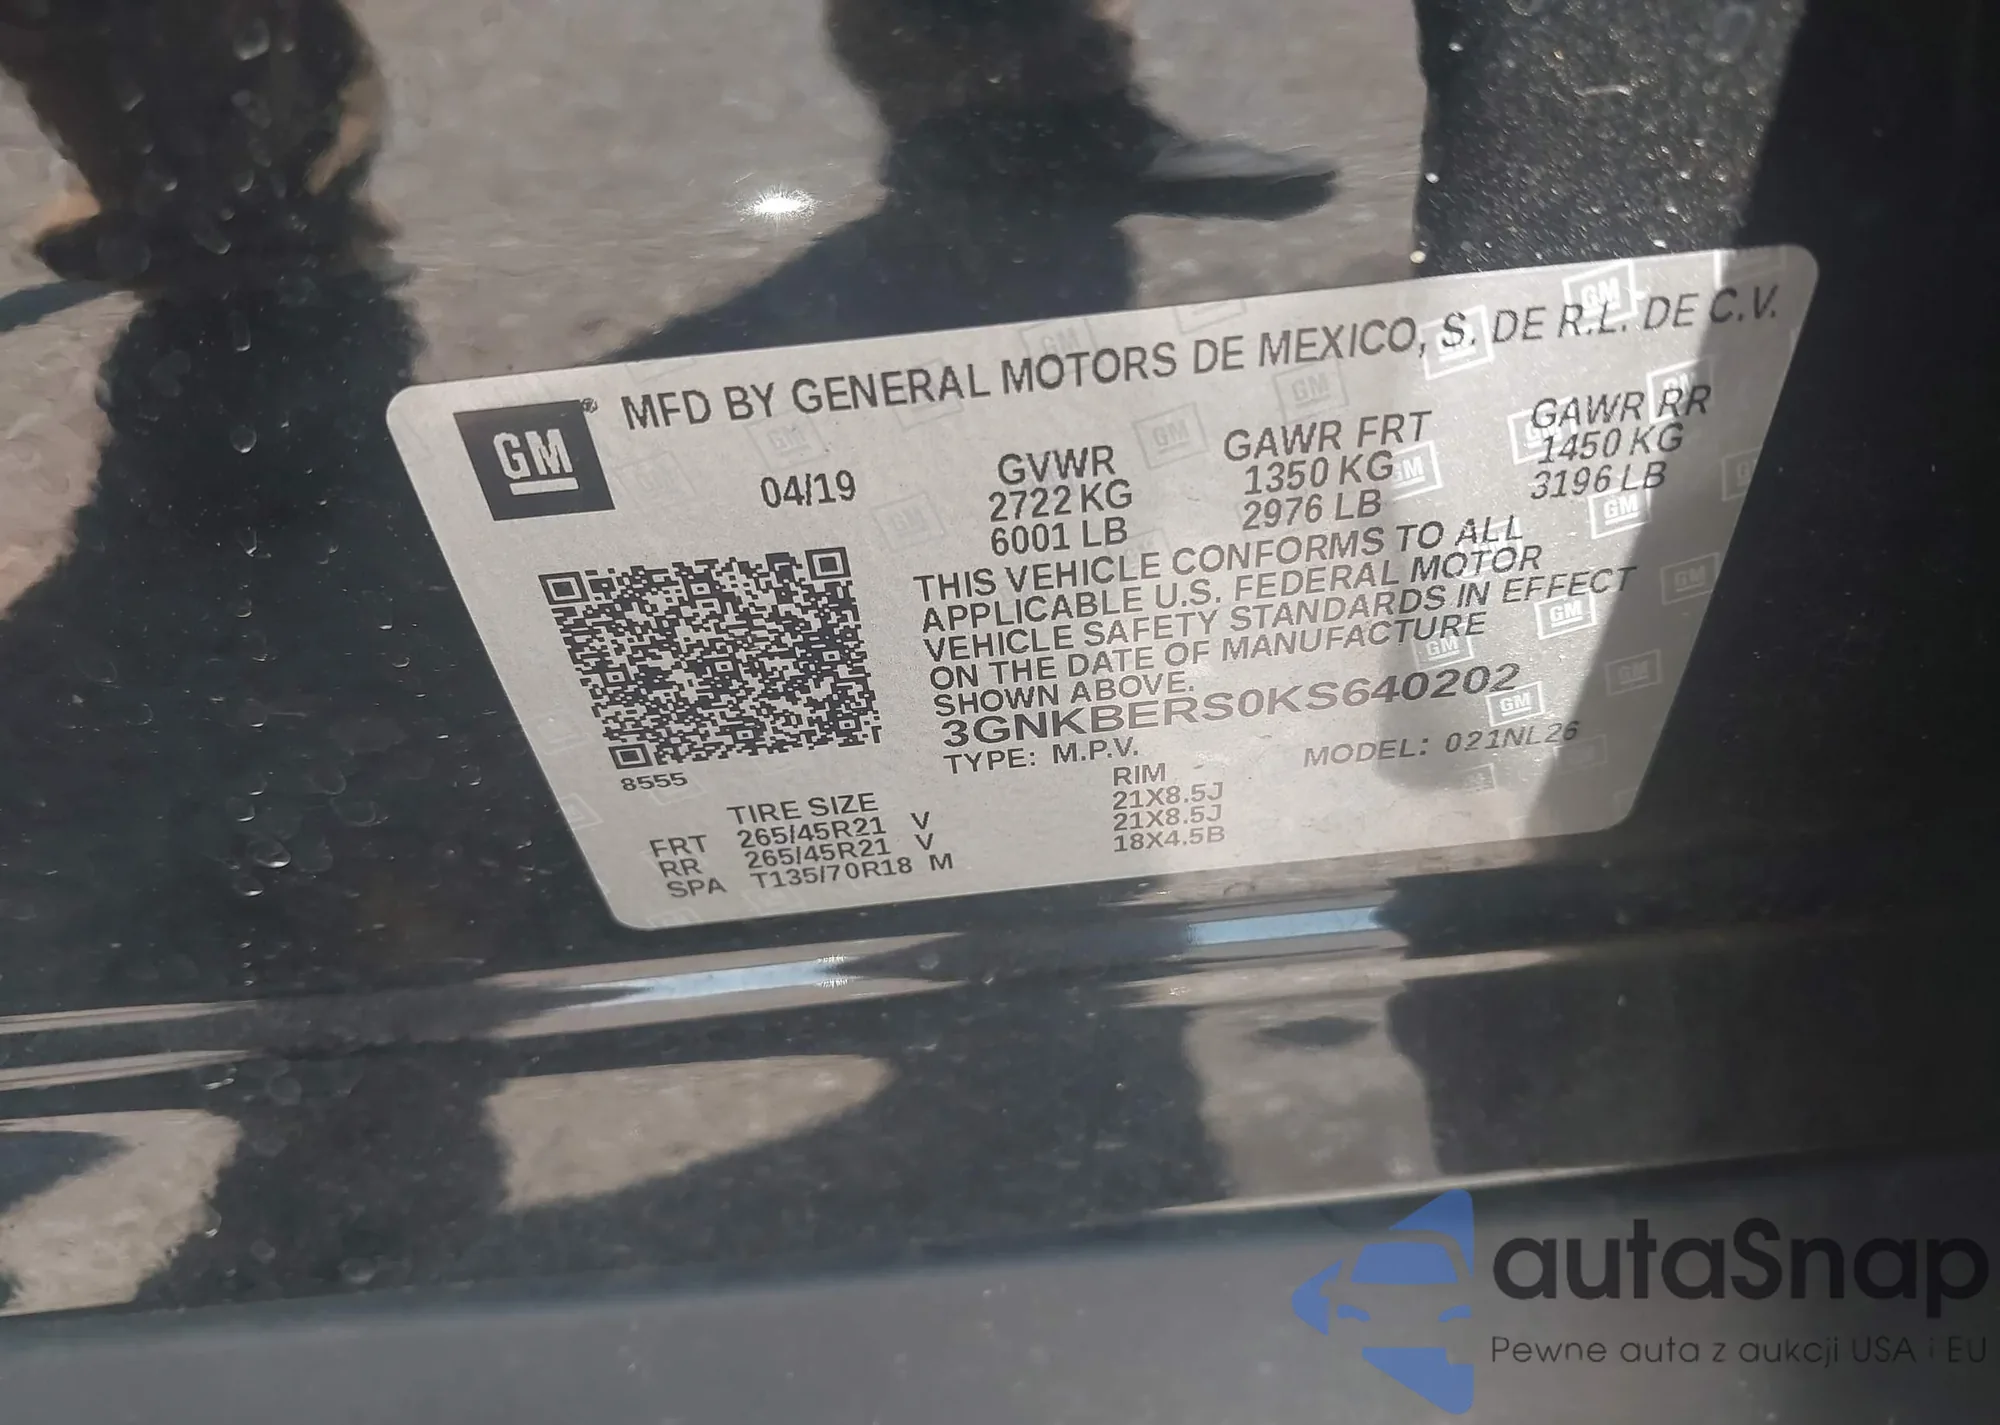 GM ® MFD BY GENERAL MOTORS DE MEXICO, S. DE R.L. DE C.V.
04/19
GVWR GAWR FRT GAWR RR
2722 KG 1350 KG 1450 KG
6001 LB 2976 LB 3196 LB
THIS VEHICLE CONFORMS TO ALL
APPLICABLE U.S. FEDERAL MOTOR
VEHICLE SAFETY STANDARDS IN EFFECT
ON THE DATE OF MANUFACTURE
SHOWN ABOVE.
3GNKBERS0KS640202
TYPE: M.P.V. MODEL: 021NL26
8555
TIRE SIZE RIM
FRT 265/45R21 V 21X8.5J
RR 265/45R21 V 21X8.5J
SPA T135/70R18 M 18X4.5B
autaSnap
Pewne auta z aukcji USA i EU